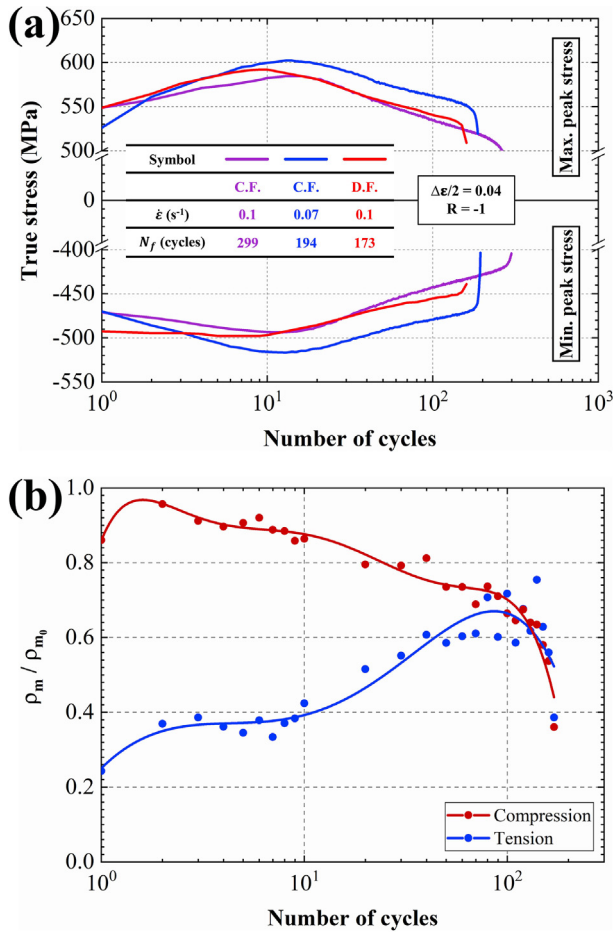 (a)
650
600
550
500
0
-400
-450
-500
-550
True stress (MPa)
Max. peak stress
Min. peak stress
Symbol
C.F. C.F. D.F.
ε̇ (s⁻¹) 0.1 0.07 0.1
N_f (cycles) 299 194 173
Δε/2 = 0.04
R = -1
10⁰ 10¹ 10² 10³
Number of cycles
(b)
1.0
0.8
0.6
0.4
0.2
0.0
ρₘ / ρₘ₀
Compression
Tension
10⁰ 10¹ 10²
Number of cycles